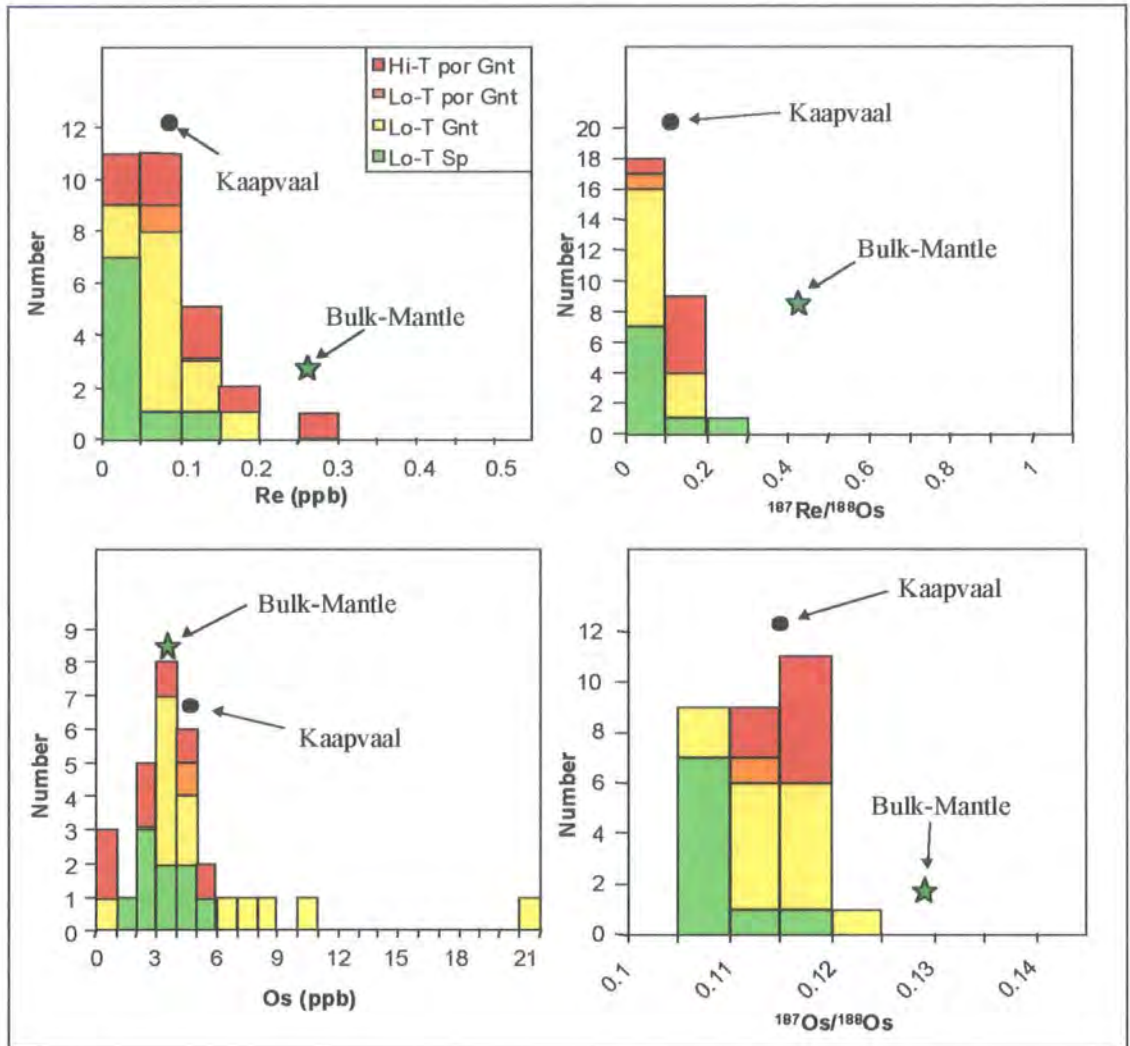 Hi-T por Gnt
Lo-T por Gnt
Lo-T Gnt
Lo-T Sp
Kaapvaal
Bulk-Mantle
Number
12
10
8
6
4
2
0
0 0.1 0.2 0.3 0.4 0.5
Re (ppb)
Kaapvaal
Bulk-Mantle
Number
20
18
16
14
12
10
8
6
4
2
0
0 0.2 0.4 0.6 0.8 1
¹⁸⁷Re/¹⁸⁸Os
Bulk-Mantle
Kaapvaal
Number
9
8
7
6
5
4
3
2
1
0
0 3 6 9 12 15 18 21
Os (ppb)
Kaapvaal
Bulk-Mantle
Number
12
10
8
6
4
2
0
0.1 0.11 0.12 0.13 0.14
¹⁸⁷Os/¹⁸⁸Os